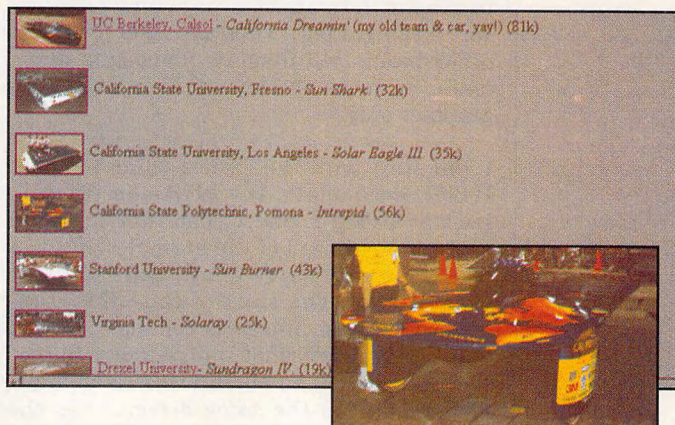 UC Berkeley, Calsol - California Dreamin' (my old team & car, yay!) (81k)
California State University, Fresno - Sun Shark. (32k)
California State University, Los Angeles - Solar Eagle III. (35k)
California State Polytechnic, Pomona - Intrepid. (56k)
Stanford University - Sun Burner. (43k)
Virginia Tech - Solaray. (25k)
Drexel University- Sundragon IV. (19k)
3M